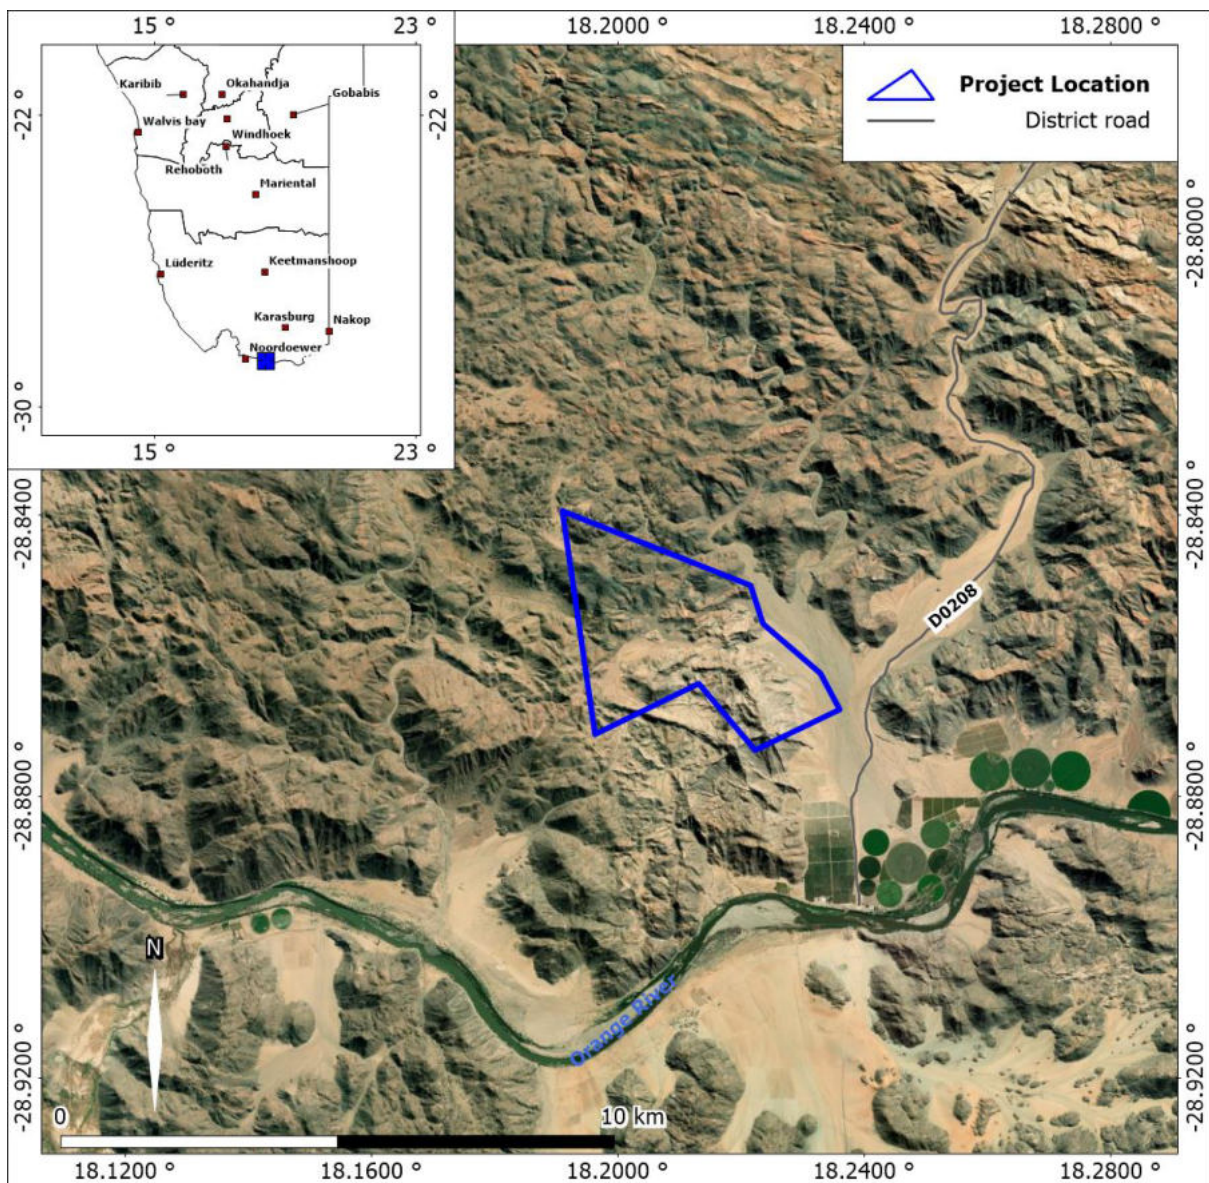 15 °
23 °
18.2000 °
18.2400 °
18.2800 °
Karibib
Okahandja
Gobabis
Walvis bay
Windhoek
Rehoboth
Mariental
Lüderitz
Keetmanshoop
Karasburg
Nakop
Noordoewer
-22 °
-22 °
-30 °
15 °
23 °
Project Location
District road
-28.8000 °
-28.8400 °
-28.8400 °
D0208
-28.8800 °
-28.8800 °
Orange River
N
-28.9200 °
-28.9200 °
0
10 km
18.1200 °
18.1600 °
18.2000 °
18.2400 °
18.2800 °